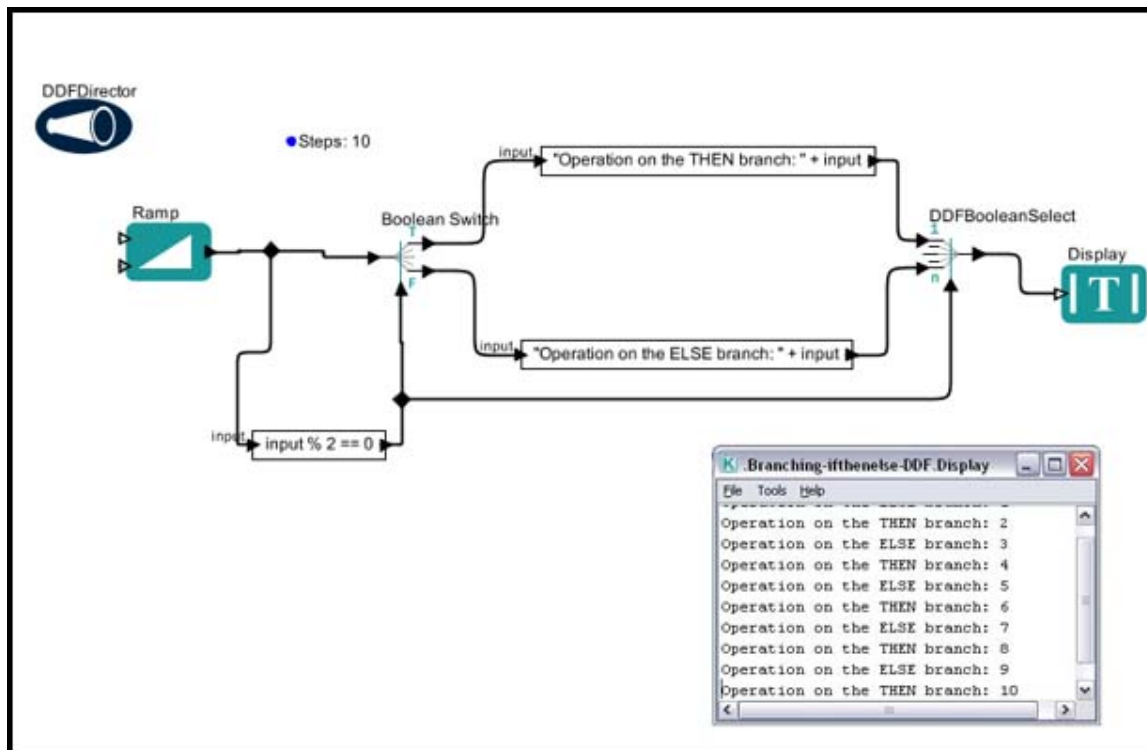 DDFDirector
Steps: 10
Ramp
Boolean Switch
T
F
input
"Operation on the THEN branch: " + input
input
"Operation on the ELSE branch: " + input
input
input % 2 == 0
DDFBooleanSelect
1
n
Display
T
.Branching-ifthenelse-DDF.Display
File Tools Help
Operation on the THEN branch: 2
Operation on the ELSE branch: 3
Operation on the THEN branch: 4
Operation on the ELSE branch: 5
Operation on the THEN branch: 6
Operation on the ELSE branch: 7
Operation on the THEN branch: 8
Operation on the ELSE branch: 9
Operation on the THEN branch: 10